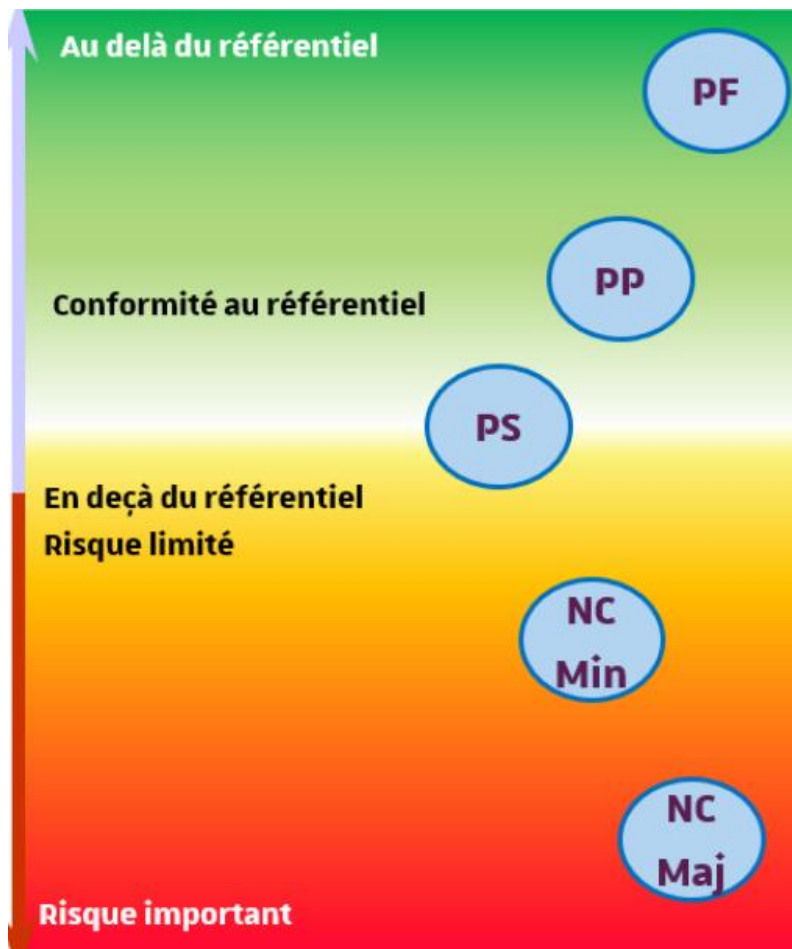 Au delà du référentiel
PF
PP
Conformité au référentiel
PS
En deçà du référentiel
Risque limité
NC
Min
NC
Maj
Risque important